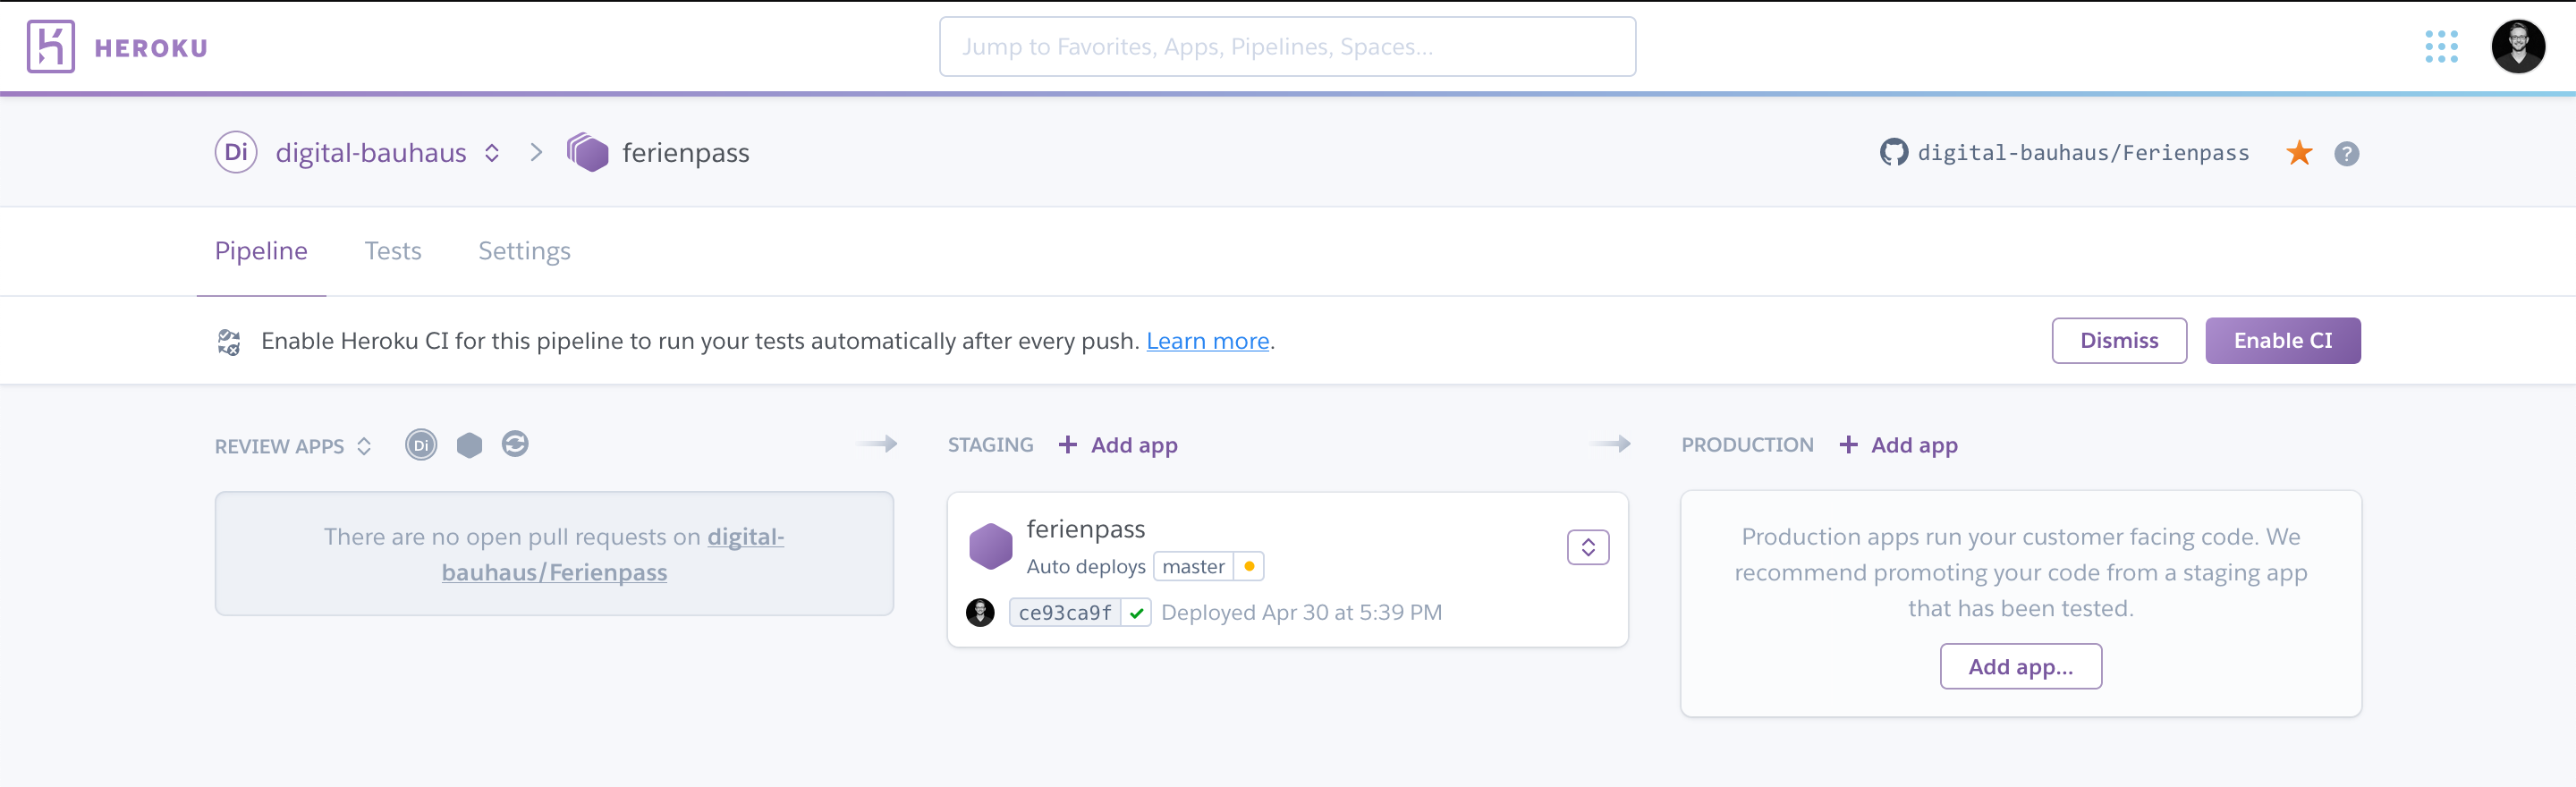 HEROKU
Jump to Favorites, Apps, Pipelines, Spaces...
Di digital-bauhaus > ferienpass
digital-bauhaus/Ferienpass ?
Pipeline Tests Settings
Enable Heroku CI for this pipeline to run your tests automatically after every push. Learn more.
Dismiss
Enable CI
REVIEW APPS Di
There are no open pull requests on digital-
bauhaus/Ferienpass
STAGING + Add app
ferienpass
Auto deploys master
ce93ca9f Deployed Apr 30 at 5:39 PM
PRODUCTION + Add app
Production apps run your customer facing code. We
recommend promoting your code from a staging app
that has been tested.
Add app...